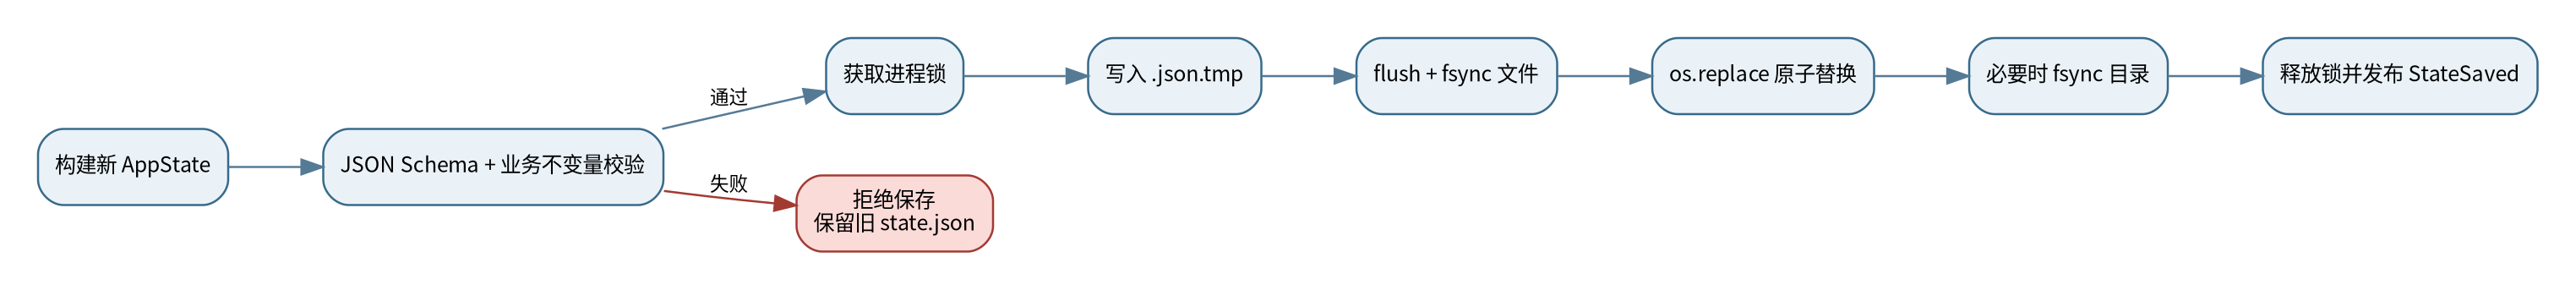 构建新 AppState
JSON Schema + 业务不变量校验
通过
获取进程锁
写入 .json.tmp
flush + fsync 文件
os.replace 原子替换
必要时 fsync 目录
释放锁并发布 StateSaved
失败
拒绝保存
保留旧 state.json